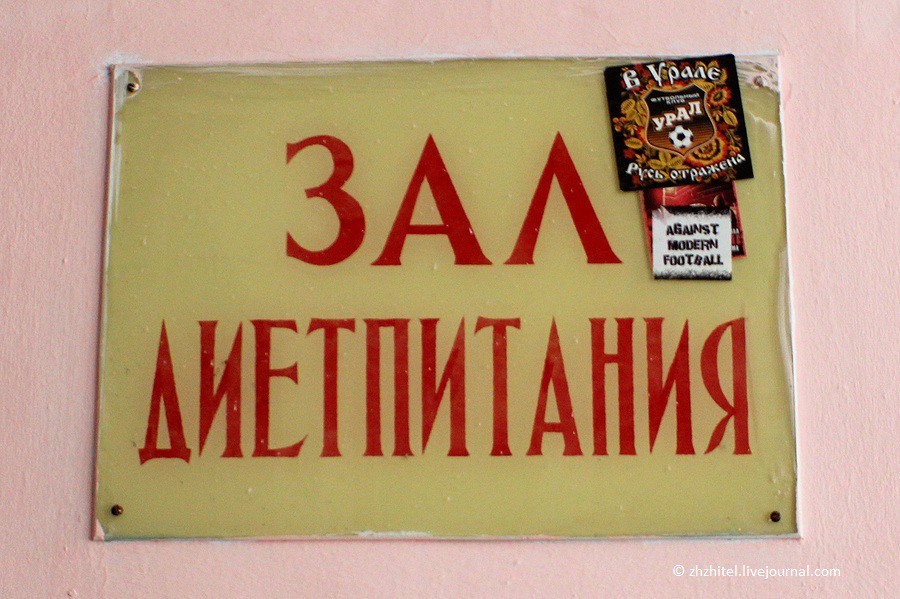 ЗАЛ
ДИЕТПИТАНИЯ
В Урале
ФУТБОЛЬНЫЙ
КЛУБ
УРАЛ
Русь отражена
AGAINST
MODERN
FOOTBALL
© zhzhitel.livejournal.com